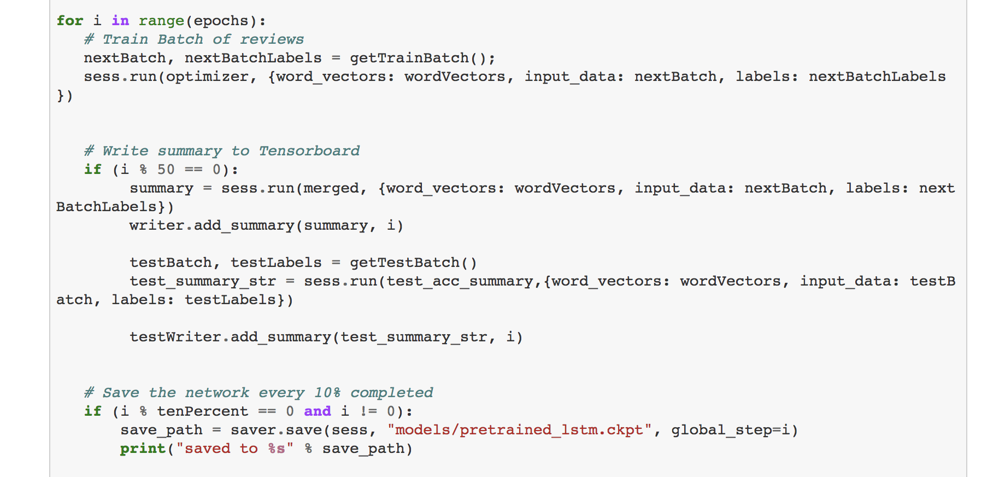 for i in range(epochs):
# Train Batch of reviews
nextBatch, nextBatchLabels = getTrainBatch();
sess.run(optimizer, {word_vectors: wordVectors, input_data: nextBatch, labels: nextBatchLabels
})
# Write summary to Tensorboard
if (i % 50 == 0):
summary = sess.run(merged, {word_vectors: wordVectors, input_data: nextBatch, labels: next
BatchLabels})
writer.add_summary(summary, i)
testBatch, testLabels = getTestBatch()
test_summary_str = sess.run(test_acc_summary,{word_vectors: wordVectors, input_data: testB
atch, labels: testLabels})
testWriter.add_summary(test_summary_str, i)
# Save the network every 10% completed
if (i % tenPercent == 0 and i != 0):
save_path = saver.save(sess, "models/pretrained_lstm.ckpt", global_step=i)
print("saved to %s" % save_path)